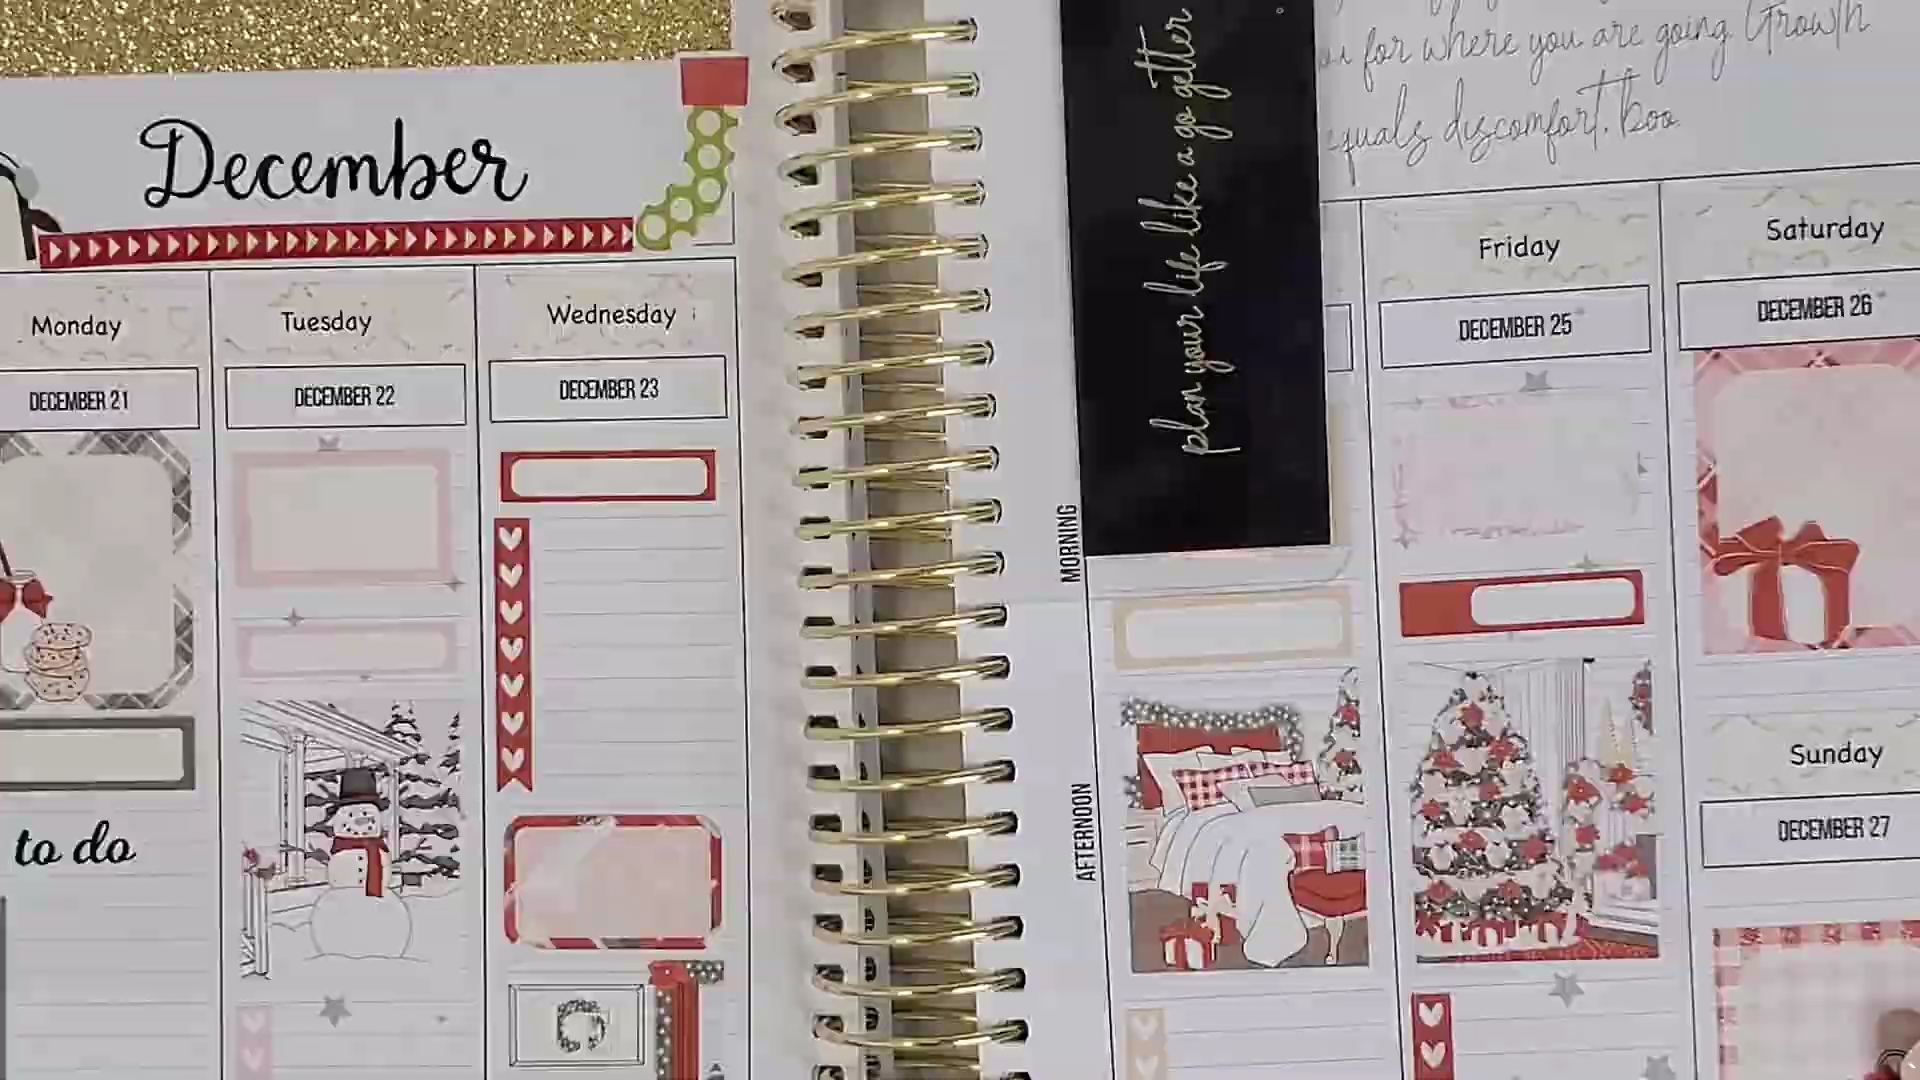 December
Monday
Tuesday
Wednesday
DECEMBER 21
DECEMBER 22
DECEMBER 23
to do
plan your life like a go getter
for where you are going. Growth
equals discomfort, boo.
MORNING
AFTERNOON
Friday
Saturday
DECEMBER 25
DECEMBER 26
Sunday
DECEMBER 27